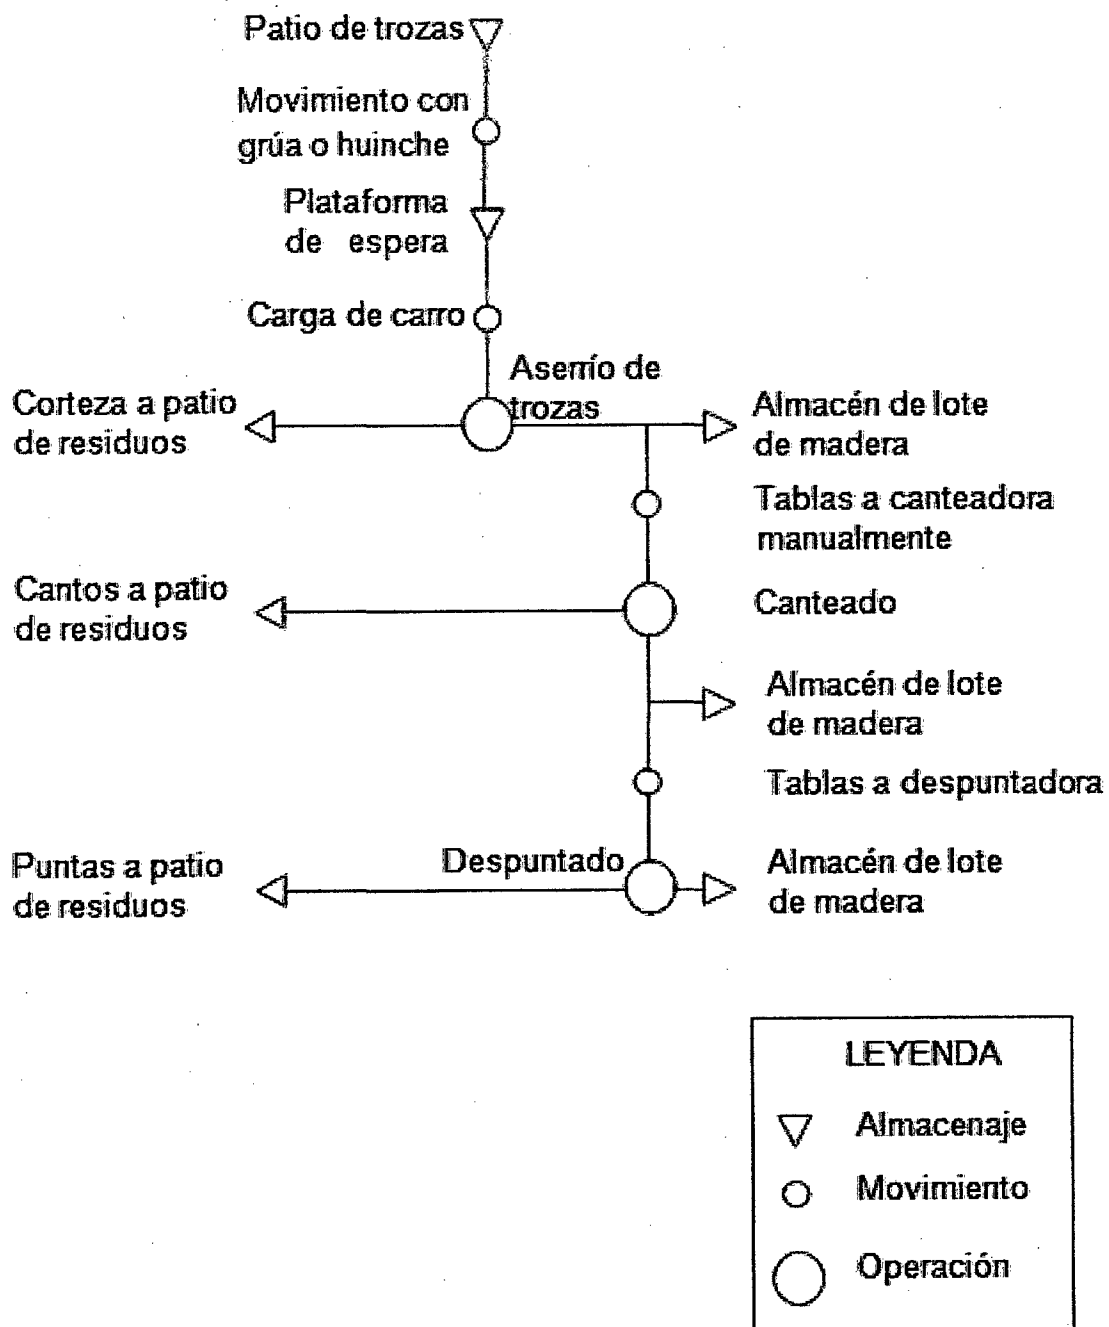 Patio de trozas
Movimiento con
grúa o huinche
Plataforma
de espera
Carga de carro
Aserrío de
trozas
Corteza a patio
de residuos
Almacén de lote
de madera
Tablas a canteadora
manualmente
Cantos a patio
de residuos
Canteado
Almacén de lote
de madera
Tablas a despuntadora
Puntas a patio
de residuos
Despuntado
Almacén de lote
de madera
LEYENDA
Almacenaje
Movimiento
Operación